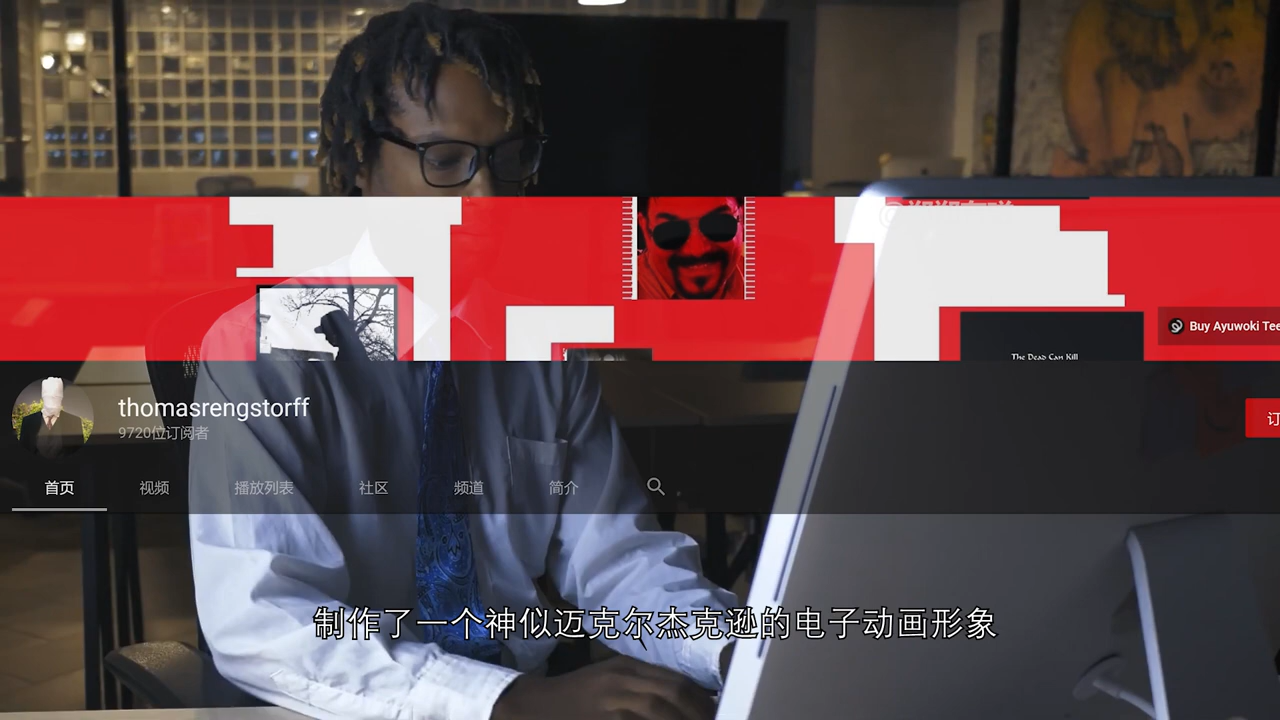 Buy Ayuwoki Tee
The Dead Can Kill
thomasrengstorff
9720位订阅者
订
首页
视频
播放列表
社区
频道
简介
制作了一个神似迈克尔杰克逊的电子动画形象